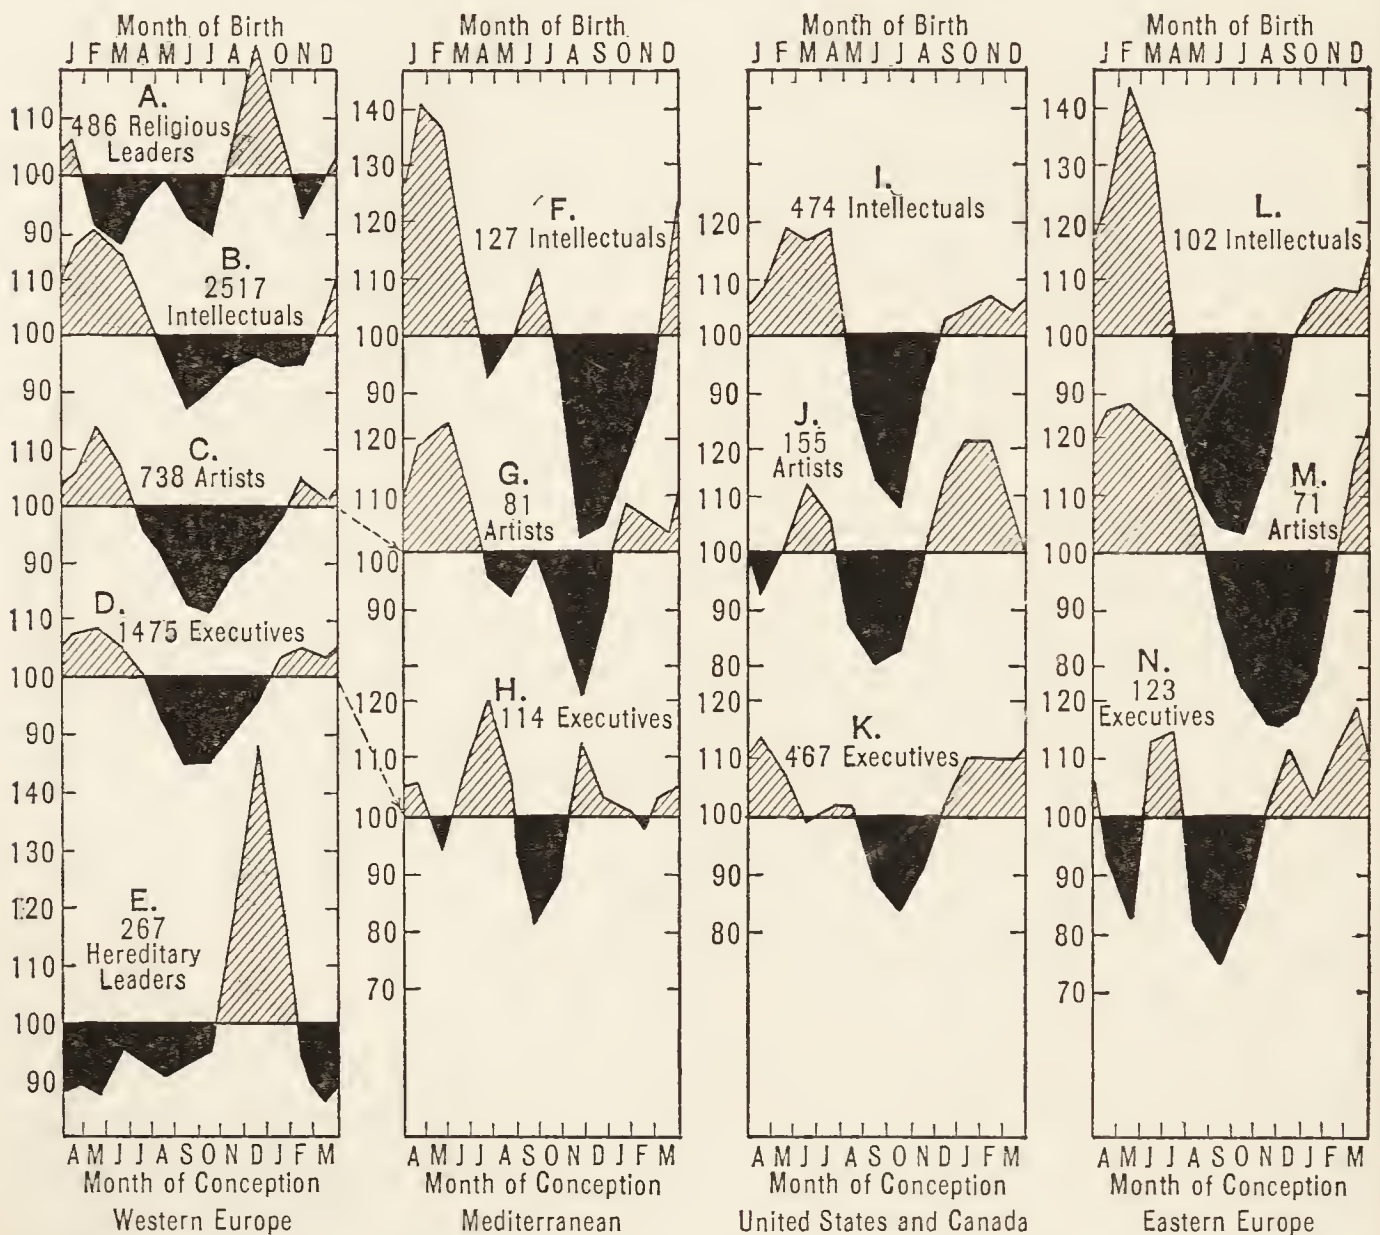 Month of Birth
J F M A M J J A S O N D
110
100
90
110
100
90
110
100
90
110
100
90
140
130
120
110
100
90
A.
486 Religious
Leaders
B.
2517
Intellectuals
C.
738 Artists
D.
1475 Executives
E.
267
Hereditary
Leaders
A M J J A S O N D J F M
Month of Conception
Western Europe
Month of Birth
J F M A M J J A S O N D
140
130
120
110
100
90
120
110
100
90
120
110
100
90
80
70
F.
127 Intellectuals
G.
81
Artists
H.
114 Executives
A M J J A S O N D J F M
Month of Conception
Mediterranean
Month of Birth
J F M A M J J A S O N D
120
110
100
90
120
110
100
90
80
120
110
100
90
80
I.
474 Intellectuals
J.
155
Artists
K.
467 Executives
A M J J A S O N D J F M
Month of Conception
United States and Canada
Month of Birth
J F M A M J J A S O N D
140
130
120
110
100
90
120
110
100
90
80
120
110
100
90
80
70
L.
102 Intellectuals
M.
71
Artists
N.
123
Executives
A M J J A S O N D J F M
Month of Conception
Eastern Europe